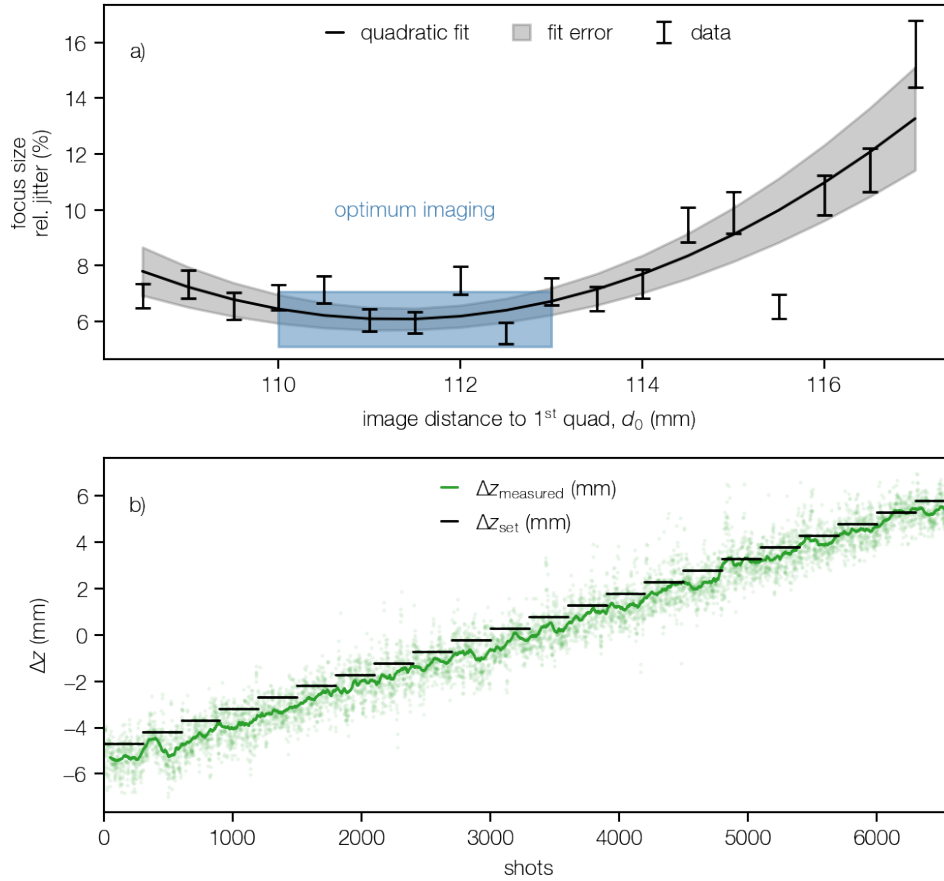 a)
quadratic fit
fit error
data
16
14
12
10
8
6
focus size
rel. jitter (%)
optimum imaging
110
112
114
116
image distance to 1st quad, d0 (mm)
b)
Δzmeasured (mm)
Δzset (mm)
6
4
2
0
−2
−4
−6
Δz (mm)
0
1000
2000
3000
4000
5000
6000
shots